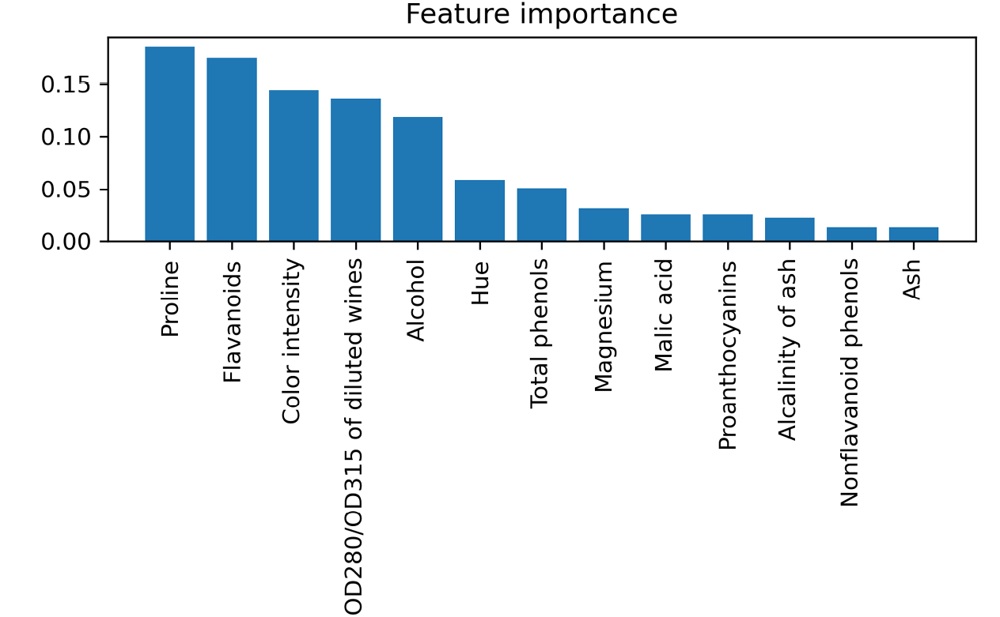 Feature importance
0.15
0.10
0.05
0.00
Proline
Flavanoids
Color intensity
OD280/OD315 of diluted wines
Alcohol
Hue
Total phenols
Magnesium
Malic acid
Proanthocyanins
Alcalinity of ash
Nonflavanoid phenols
Ash